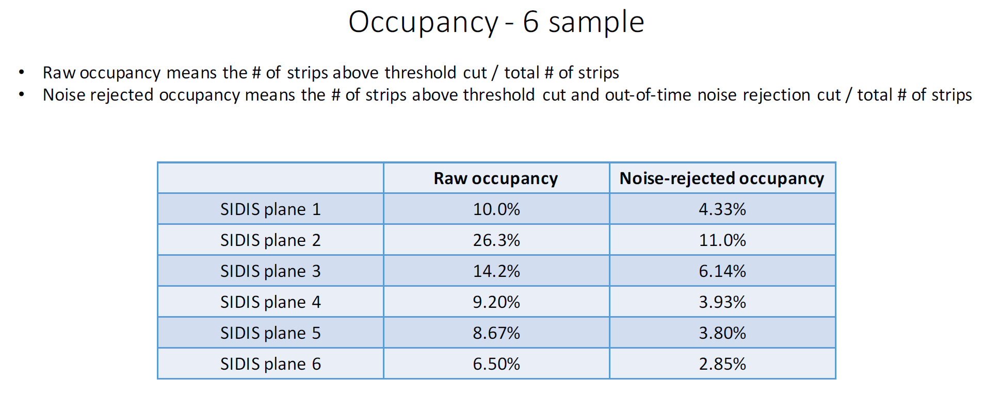 Occupancy - 6 sample
• Raw occupancy means the # of strips above threshold cut / total # of strips
• Noise rejected occupancy means the # of strips above threshold cut and out-of-time noise rejection cut / total # of strips
Raw occupancy Noise-rejected occupancy
SIDIS plane 1 10.0% 4.33%
SIDIS plane 2 26.3% 11.0%
SIDIS plane 3 14.2% 6.14%
SIDIS plane 4 9.20% 3.93%
SIDIS plane 5 8.67% 3.80%
SIDIS plane 6 6.50% 2.85%